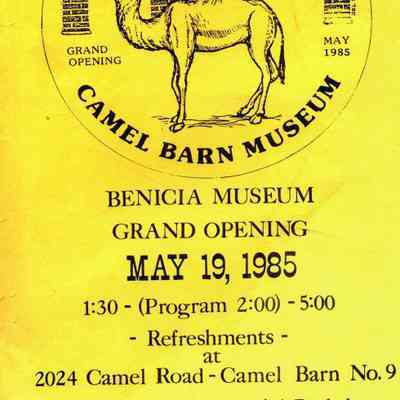 GRAND
OPENING
MAY
1985
CAMEL BARN MUSEUM
BENICIA MUSEUM
GRAND OPENING
MAY 19, 1985
1:30 - (Program 2:00) - 5:00
- Refreshments -
at
2024 Camel Road - Camel Barn No. 9